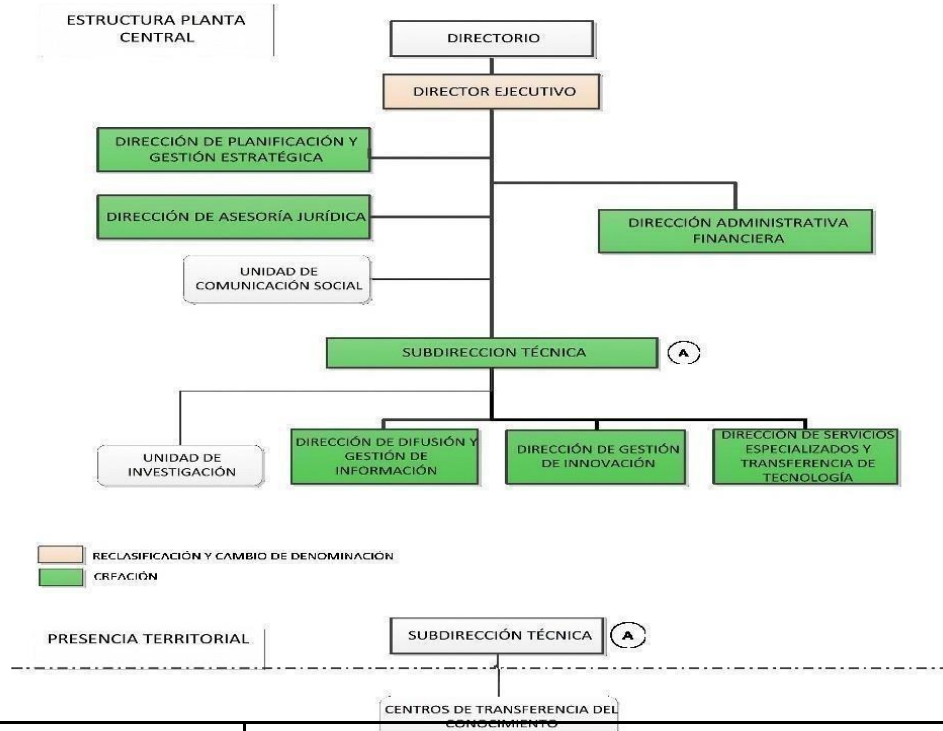 ESTRUCTURA PLANTA
CENTRAL
DIRECTORIO
DIRECTOR EJECUTIVO
DIRECCIÓN DE PLANIFICACIÓN Y
GESTIÓN ESTRATÉGICA
DIRECCIÓN DE ASESORÍA JURÍDICA
DIRECCIÓN ADMINISTRATIVA
FINANCIERA
UNIDAD DE
COMUNICACIÓN SOCIAL
SUBDIRECCION TÉCNICA
A
UNIDAD DE
INVESTIGACIÓN
DIRECCIÓN DE DIFUSIÓN Y
GESTIÓN DE
INFORMACIÓN
DIRECCIÓN DE GESTIÓN
DE INNOVACIÓN
DIRECCIÓN DE SERVICIOS
ESPECIALIZADOS Y
TRANSFERENCIA DE
TECNOLOGÍA
RECLASIFICACIÓN Y CAMBIO DE DENOMINACIÓN
CREACIÓN
PRESENCIA TERRITORIAL
SUBDIRECCIÓN TÉCNICA
A
CENTROS DE TRANSFERENCIA DEL
CONOCIMIENTO